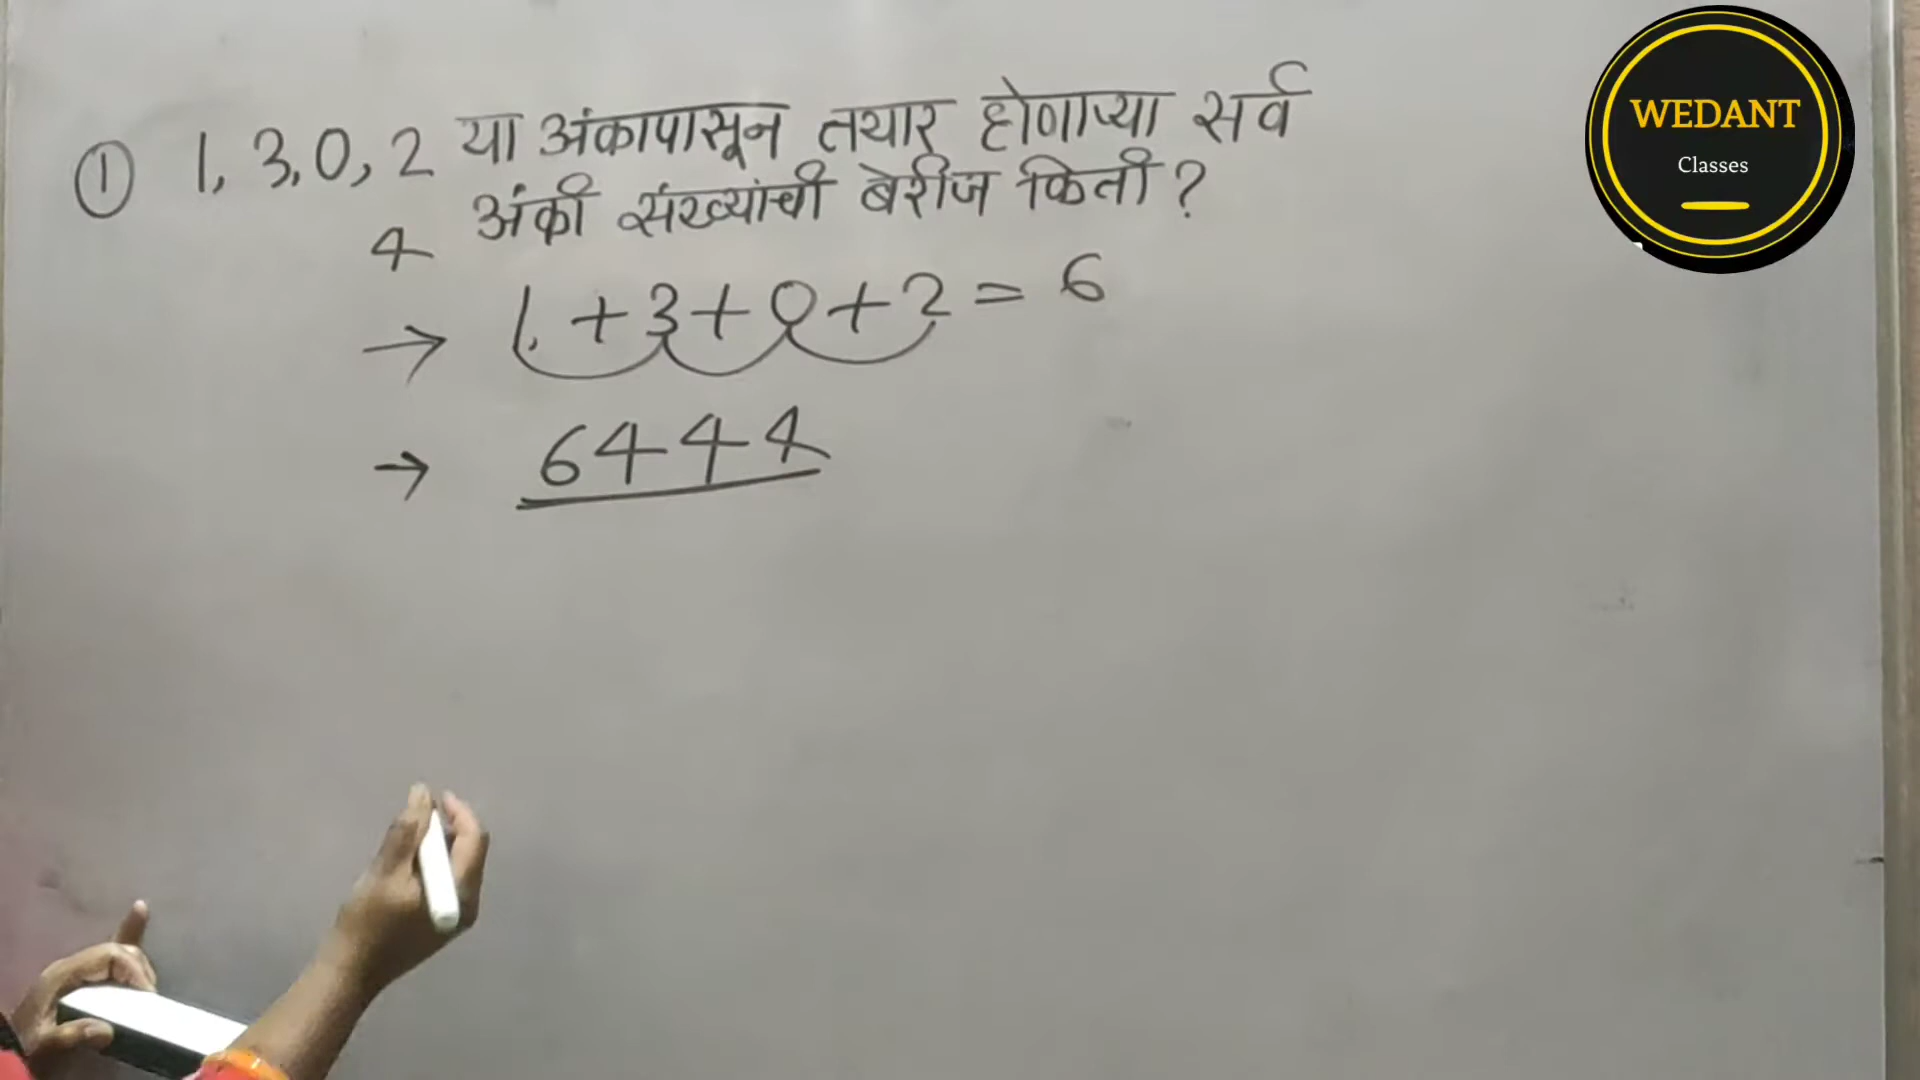 ① 1, 3, 0, 2 या अंकापासून तयार होणाऱ्या सर्व
4 अंकी संख्यांची बेरीज किती ?
→ 1 + 3 + 0 + 2 = 6
→ 6444
WEDANT
Classes